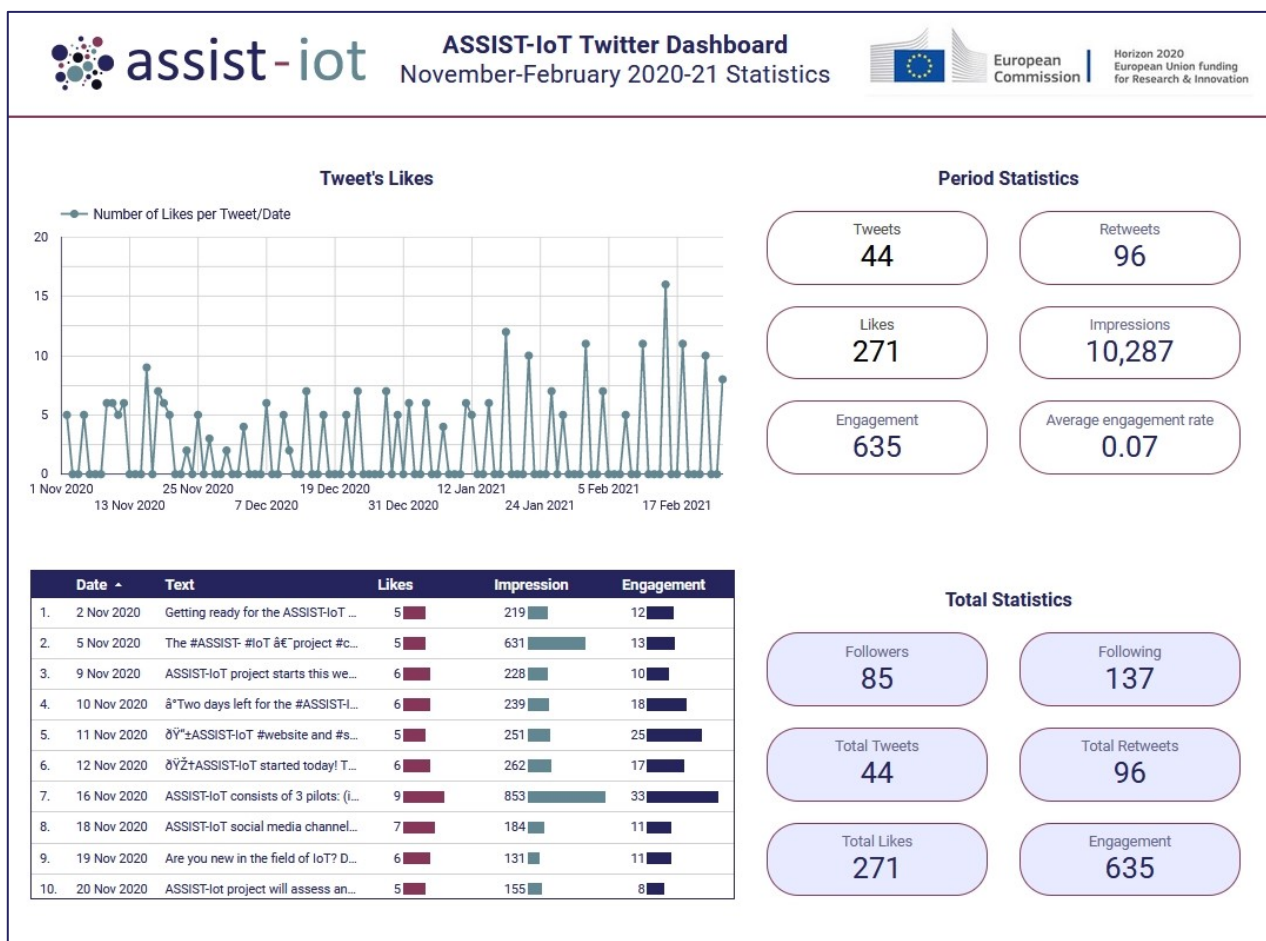 assist-iot
ASSIST-IoT Twitter Dashboard
November-February 2020-21 Statistics
European
Commission
Horizon 2020
European Union funding
for Research & Innovation
Tweet's Likes
Number of Likes per Tweet/Date
20
15
10
5
0
1 Nov 2020
13 Nov 2020
25 Nov 2020
7 Dec 2020
19 Dec 2020
31 Dec 2020
12 Jan 2021
24 Jan 2021
5 Feb 2021
17 Feb 2021
Period Statistics
Tweets
44
Retweets
96
Likes
271
Impressions
10,287
Engagement
635
Average engagement rate
0.07
Date Text Likes Impression Engagement
1. 2 Nov 2020 Getting ready for the ASSIST-IoT ... 5 219 12
2. 5 Nov 2020 The #ASSIST- #IoT â€¯project #c... 5 631 13
3. 9 Nov 2020 ASSIST-IoT project starts this we... 6 228 10
4. 10 Nov 2020 â°Two days left for the #ASSIST-I... 6 239 18
5. 11 Nov 2020 ðŸ“±ASSIST-IoT #website and #s... 5 251 25
6. 12 Nov 2020 ðŸŽ†ASSIST-IoT started today! T... 6 262 17
7. 16 Nov 2020 ASSIST-IoT consists of 3 pilots: (i... 9 853 33
8. 18 Nov 2020 ASSIST-IoT social media channel... 7 184 11
9. 19 Nov 2020 Are you new in the field of IoT? D... 6 131 11
10. 20 Nov 2020 ASSIST-Iot project will assess an... 5 155 8
Total Statistics
Followers
85
Following
137
Total Tweets
44
Total Retweets
96
Total Likes
271
Engagement
635